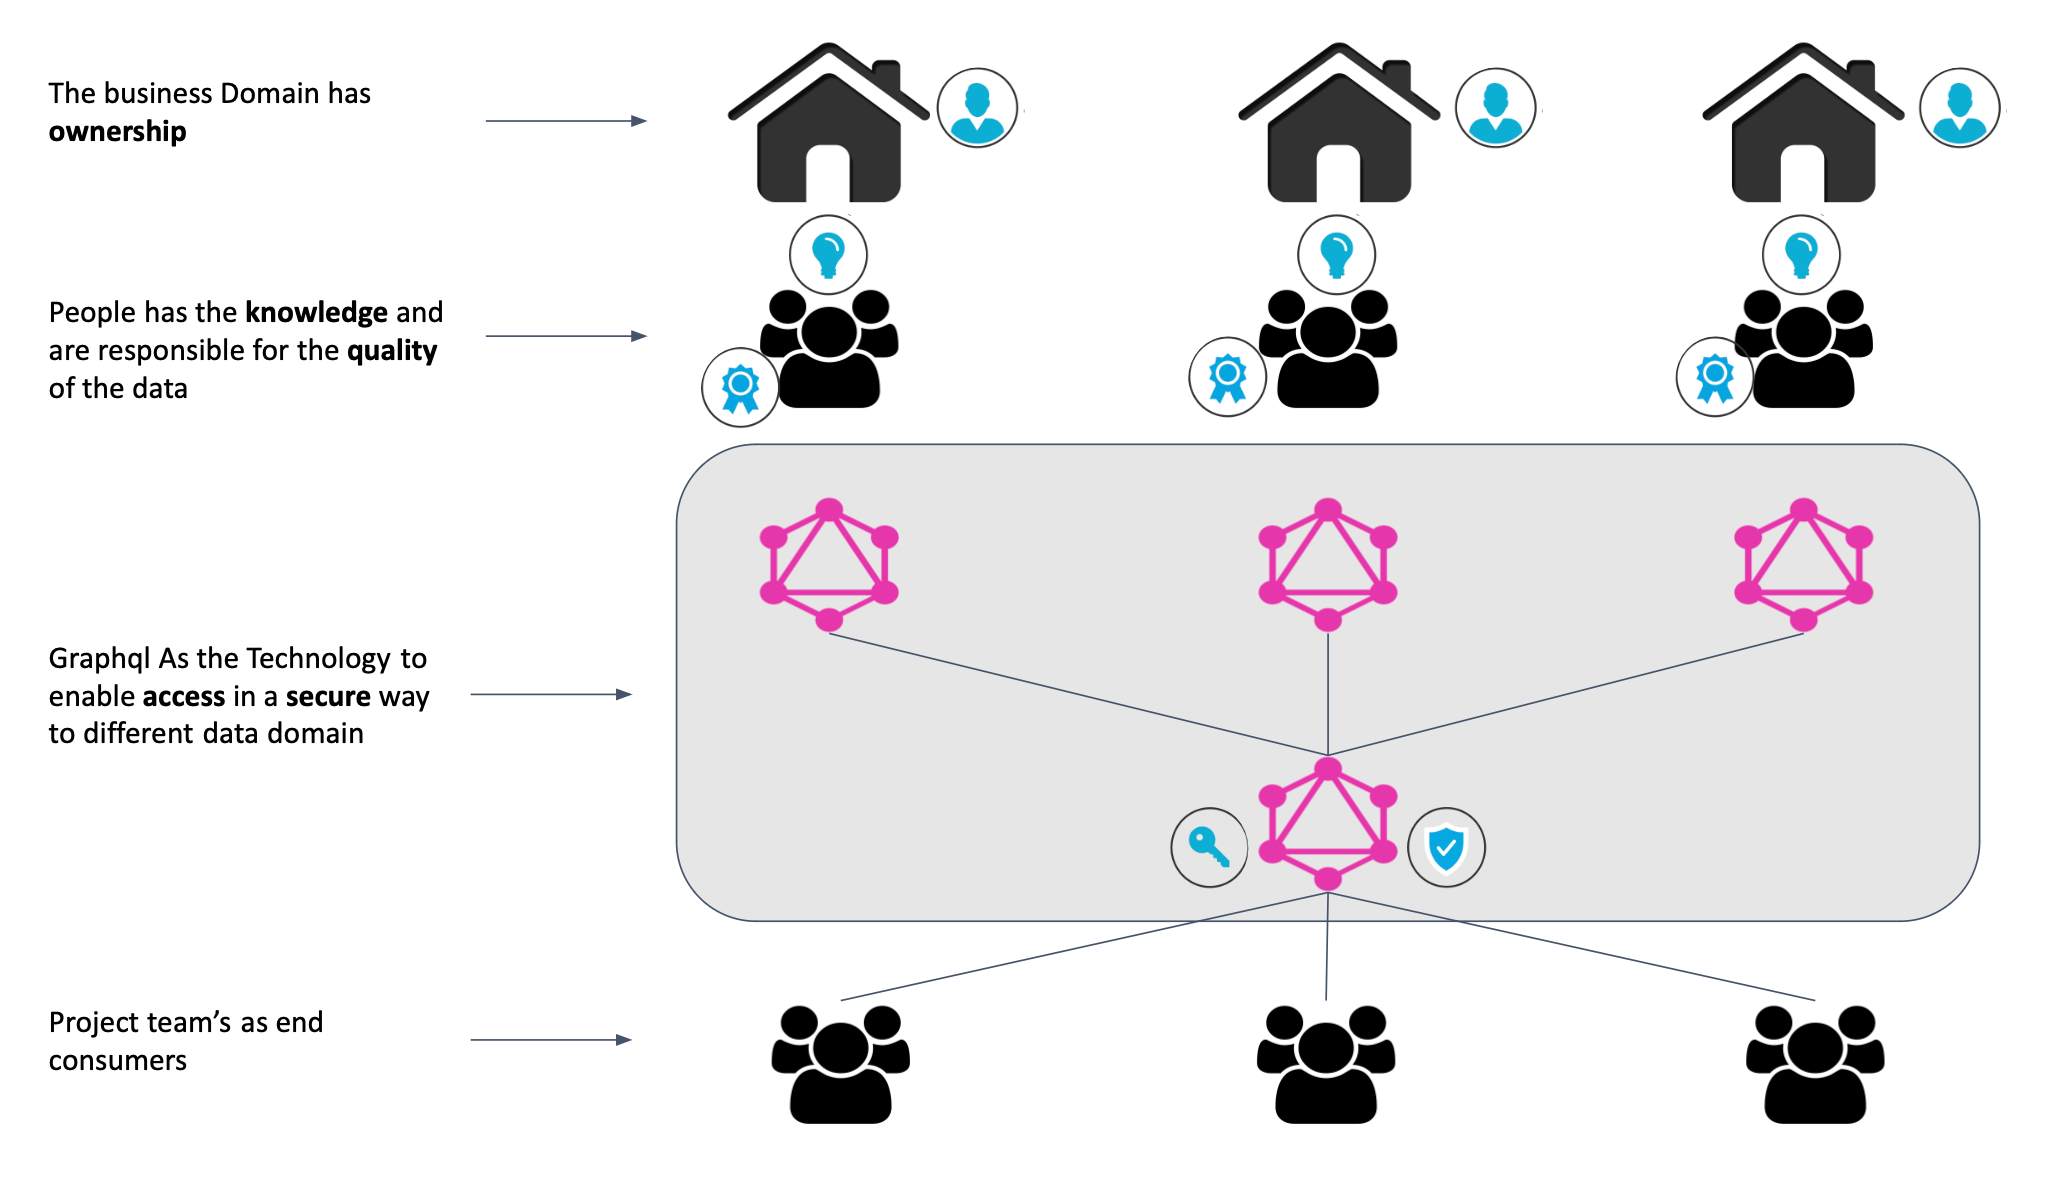 The business Domain has
ownership
People has the knowledge and
are responsible for the quality
of the data
Graphql As the Technology to
enable access in a secure way
to different data domain
Project team’s as end
consumers